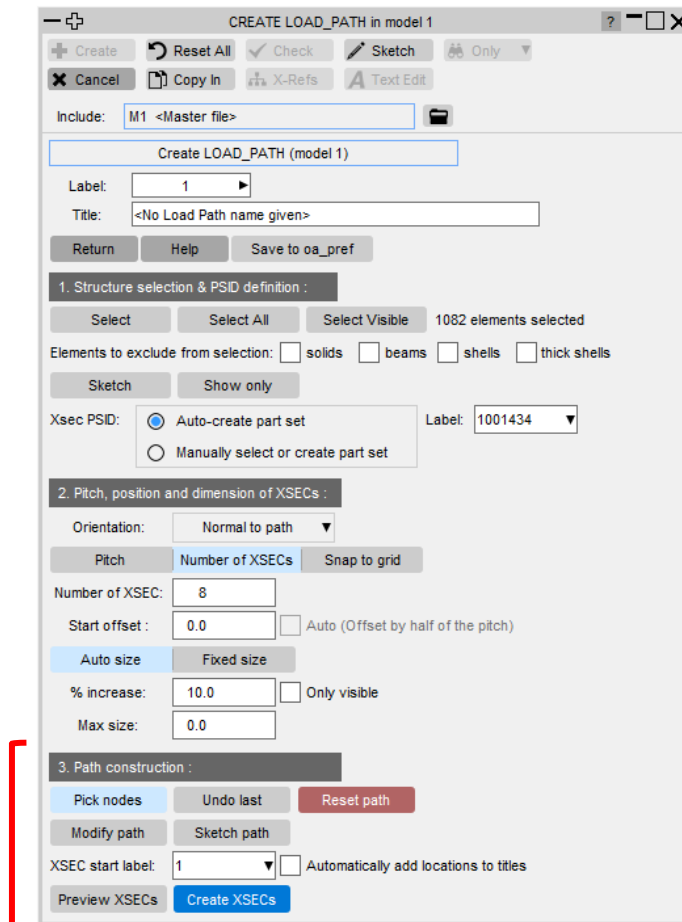 CREATE LOAD_PATH in model 1 ?
Create Reset All Check Sketch Only
Cancel Copy In X-Refs Text Edit
Include: M1 <Master file>
Create LOAD_PATH (model 1)
Label: 1
Title: <No Load Path name given>
Return Help Save to oa_pref
1. Structure selection & PSID definition :
Select Select All Select Visible 1082 elements selected
Elements to exclude from selection: solids beams shells thick shells
Sketch Show only
Xsec PSID: Auto-create part set Label: 1001434
Manually select or create part set
2. Pitch, position and dimension of XSECs :
Orientation: Normal to path
Pitch Number of XSECs Snap to grid
Number of XSEC: 8
Start offset : 0.0 Auto (Offset by half of the pitch)
Auto size Fixed size
% increase: 10.0 Only visible
Max size: 0.0
3. Path construction :
Pick nodes Undo last Reset path
Modify path Sketch path
XSEC start label: 1 Automatically add locations to titles
Preview XSECs Create XSECs